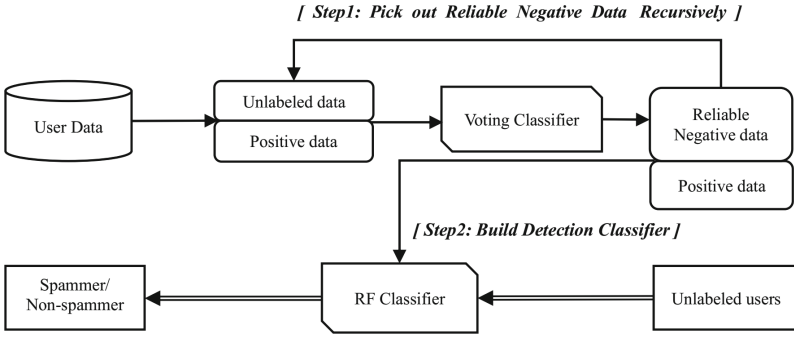 [ Step1: Pick out Reliable Negative Data Recursively ]
User Data
Unlabeled data
Positive data
Voting Classifier
Reliable
Negative data
Positive data
[ Step2: Build Detection Classifier ]
Spammer/
Non-spammer
RF Classifier
Unlabeled users